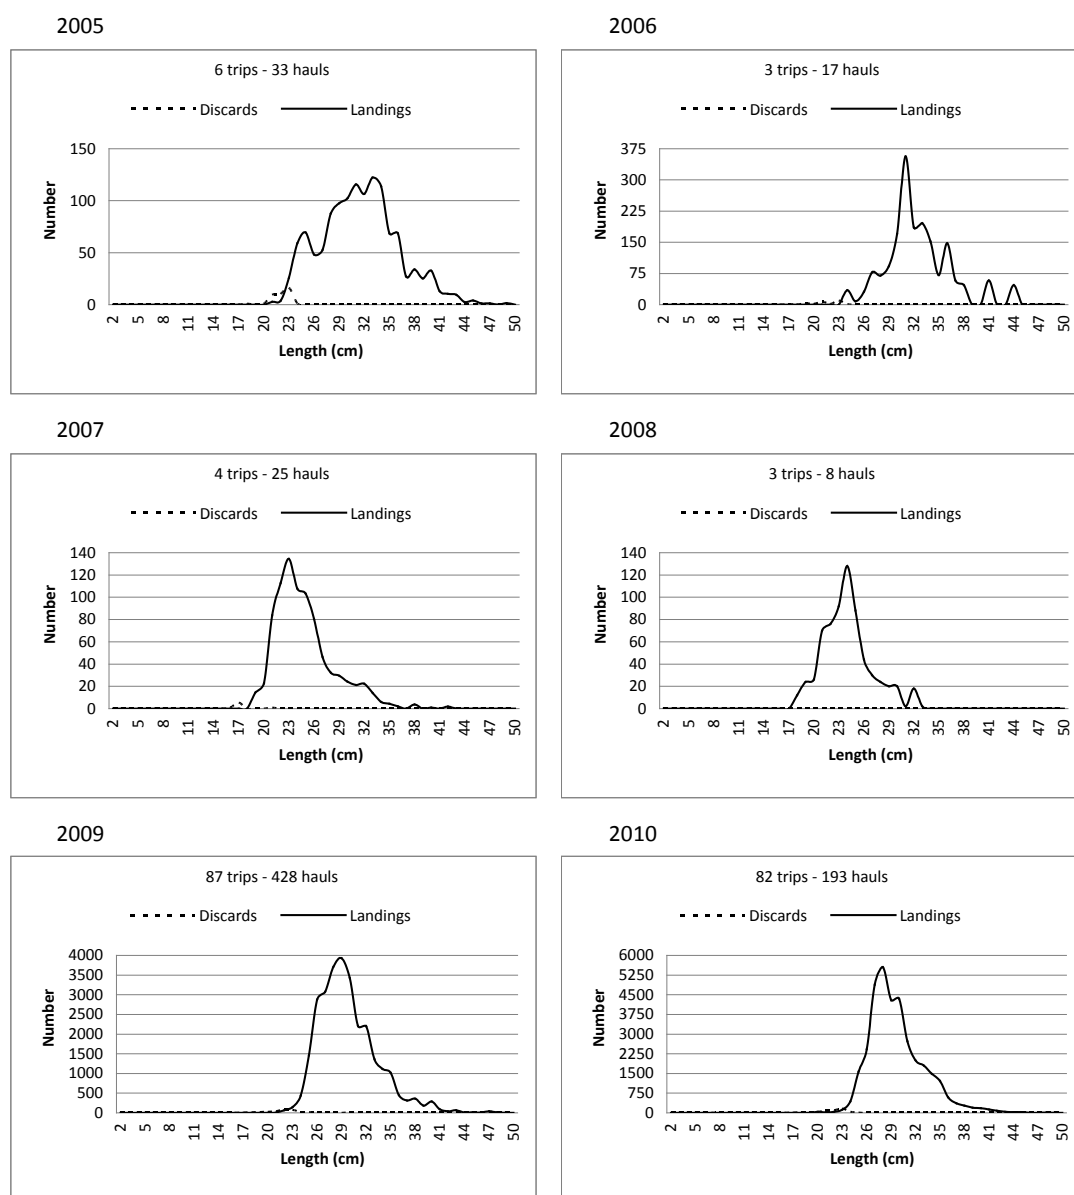 2005
6 trips - 33 hauls
Discards Landings
150
100
50
0
Number
2 5 8 11 14 17 20 23 26 29 32 35 38 41 44 47 50
Length (cm)
2006
3 trips - 17 hauls
Discards Landings
375
300
225
150
75
0
Number
2 5 8 11 14 17 20 23 26 29 32 35 38 41 44 47 50
Length (cm)
2007
4 trips - 25 hauls
Discards Landings
140
120
100
80
60
40
20
0
Number
2 5 8 11 14 17 20 23 26 29 32 35 38 41 44 47 50
Length (cm)
2008
3 trips - 8 hauls
Discards Landings
140
120
100
80
60
40
20
0
Number
2 5 8 11 14 17 20 23 26 29 32 35 38 41 44 47 50
Length (cm)
2009
87 trips - 428 hauls
Discards Landings
4000
3500
3000
2500
2000
1500
1000
500
0
Number
2 5 8 11 14 17 20 23 26 29 32 35 38 41 44 47 50
Length (cm)
2010
82 trips - 193 hauls
Discards Landings
6000
5250
4500
3750
3000
2250
1500
750
0
Number
2 5 8 11 14 17 20 23 26 29 32 35 38 41 44 47 50
Length (cm)